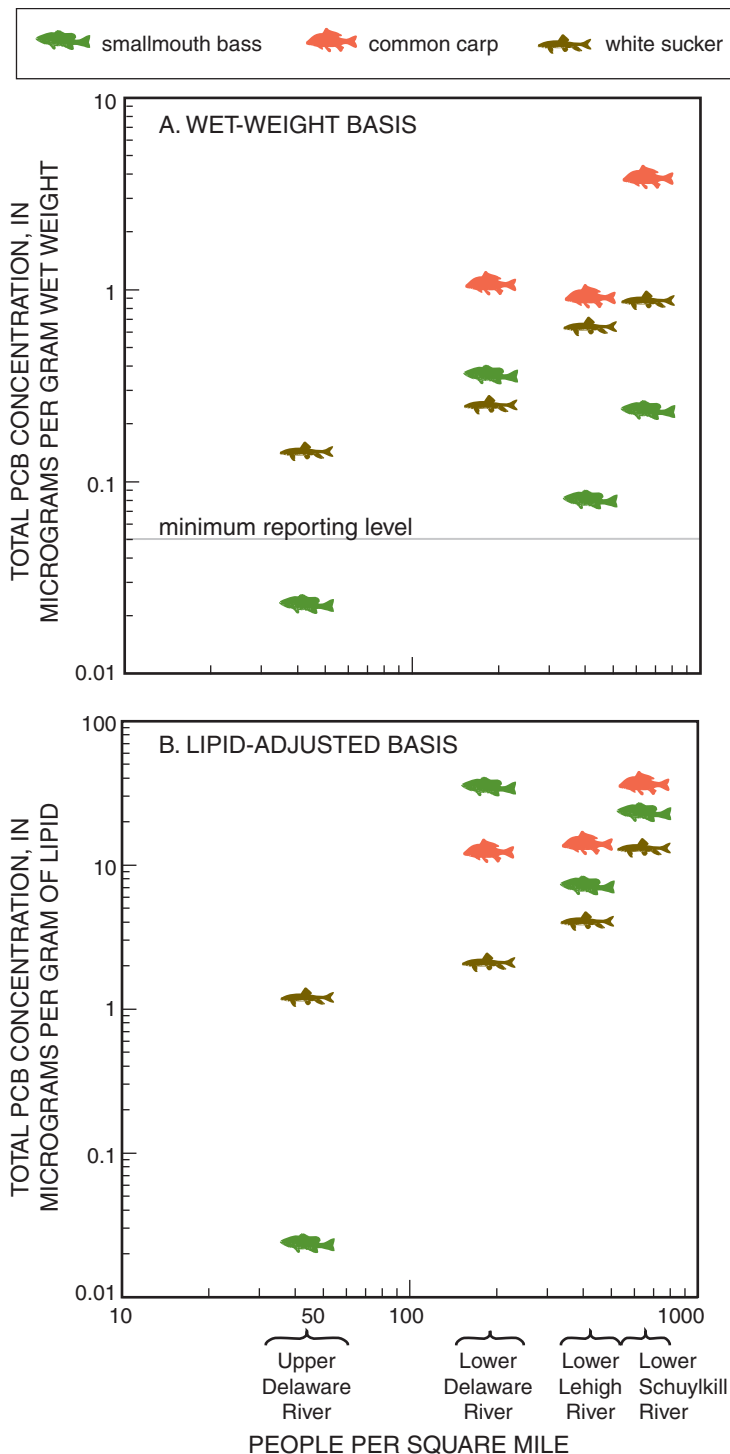 smallmouth bass common carp white sucker
A. WET-WEIGHT BASIS
TOTAL PCB CONCENTRATION, IN
MICROGRAMS PER GRAM WET WEIGHT
10
1
0.1
minimum reporting level
0.01
B. LIPID-ADJUSTED BASIS
TOTAL PCB CONCENTRATION, IN
MICROGRAMS PER GRAM OF LIPID
100
10
1
0.1
0.01
10 50 100 500 1000
Upper
Delaware
River
Lower
Delaware
River
Lower
Lehigh
River
Lower
Schuylkill
River
PEOPLE PER SQUARE MILE